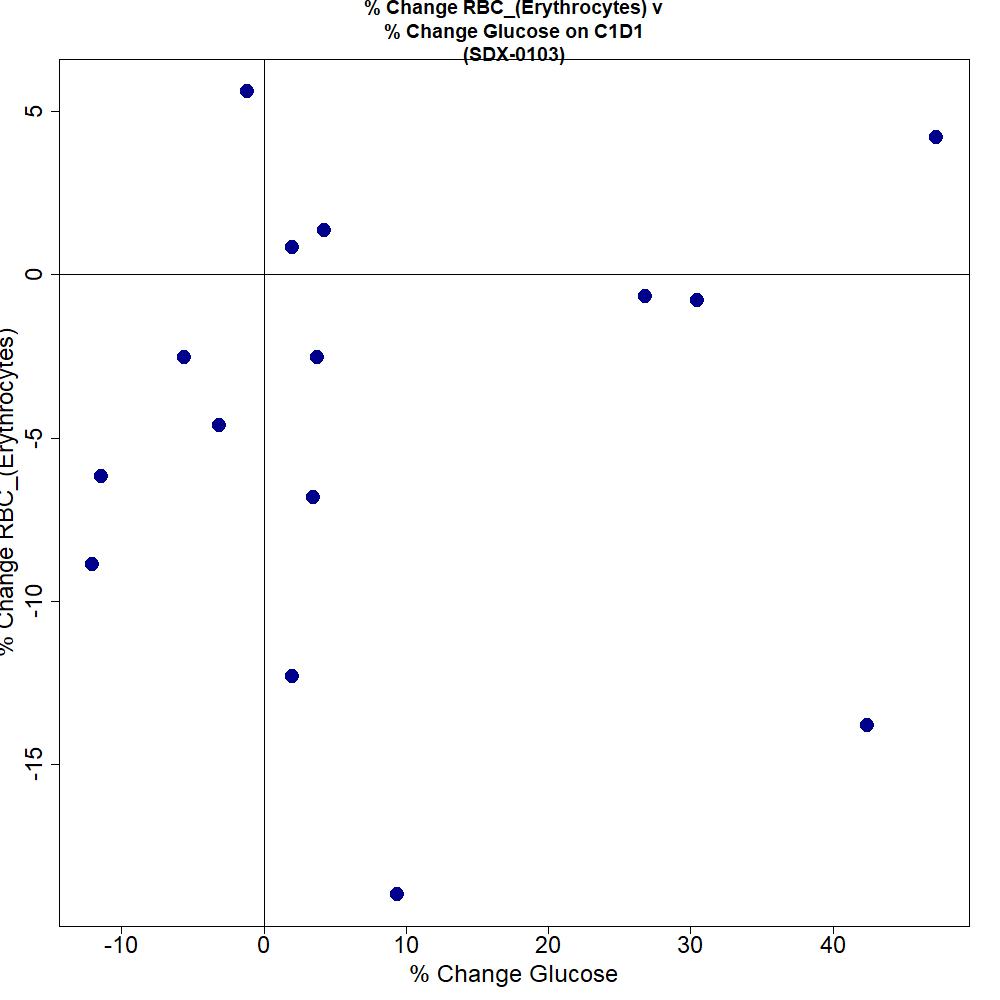 % Change RBC_(Erythrocytes) v
% Change Glucose on C1D1
(SDX-0103)
5
0
-5
-10
-15
% Change RBC_(Erythrocytes)
-10 0 10 20 30 40
% Change Glucose